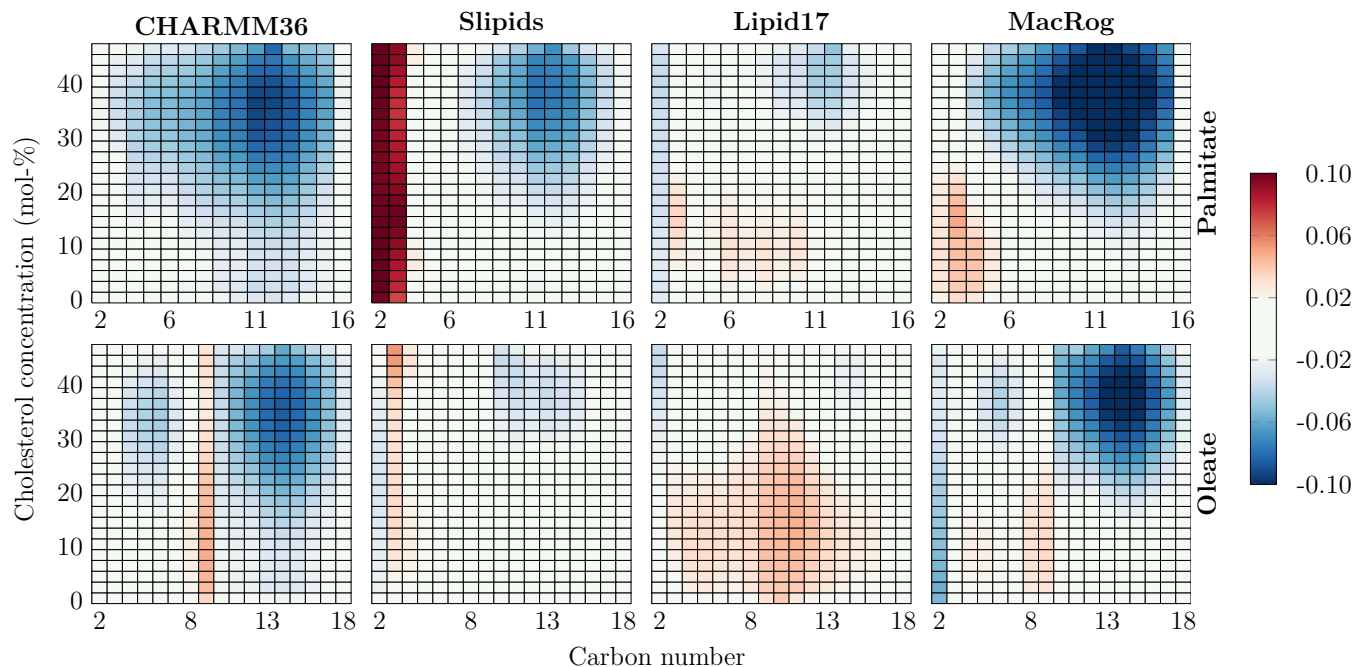 CHARMM36 Slipids Lipid17 MacRog
40
30
20
10
0
2 6 11 16 2 6 11 16 2 6 11 16 2 6 11 16
Palmitate
40
30
20
10
0
2 8 13 18 2 8 13 18 2 8 13 18 2 8 13 18
Oleate
Cholesterol concentration (mol-%)
Carbon number
0.10
0.06
0.02
-0.02
-0.06
-0.10